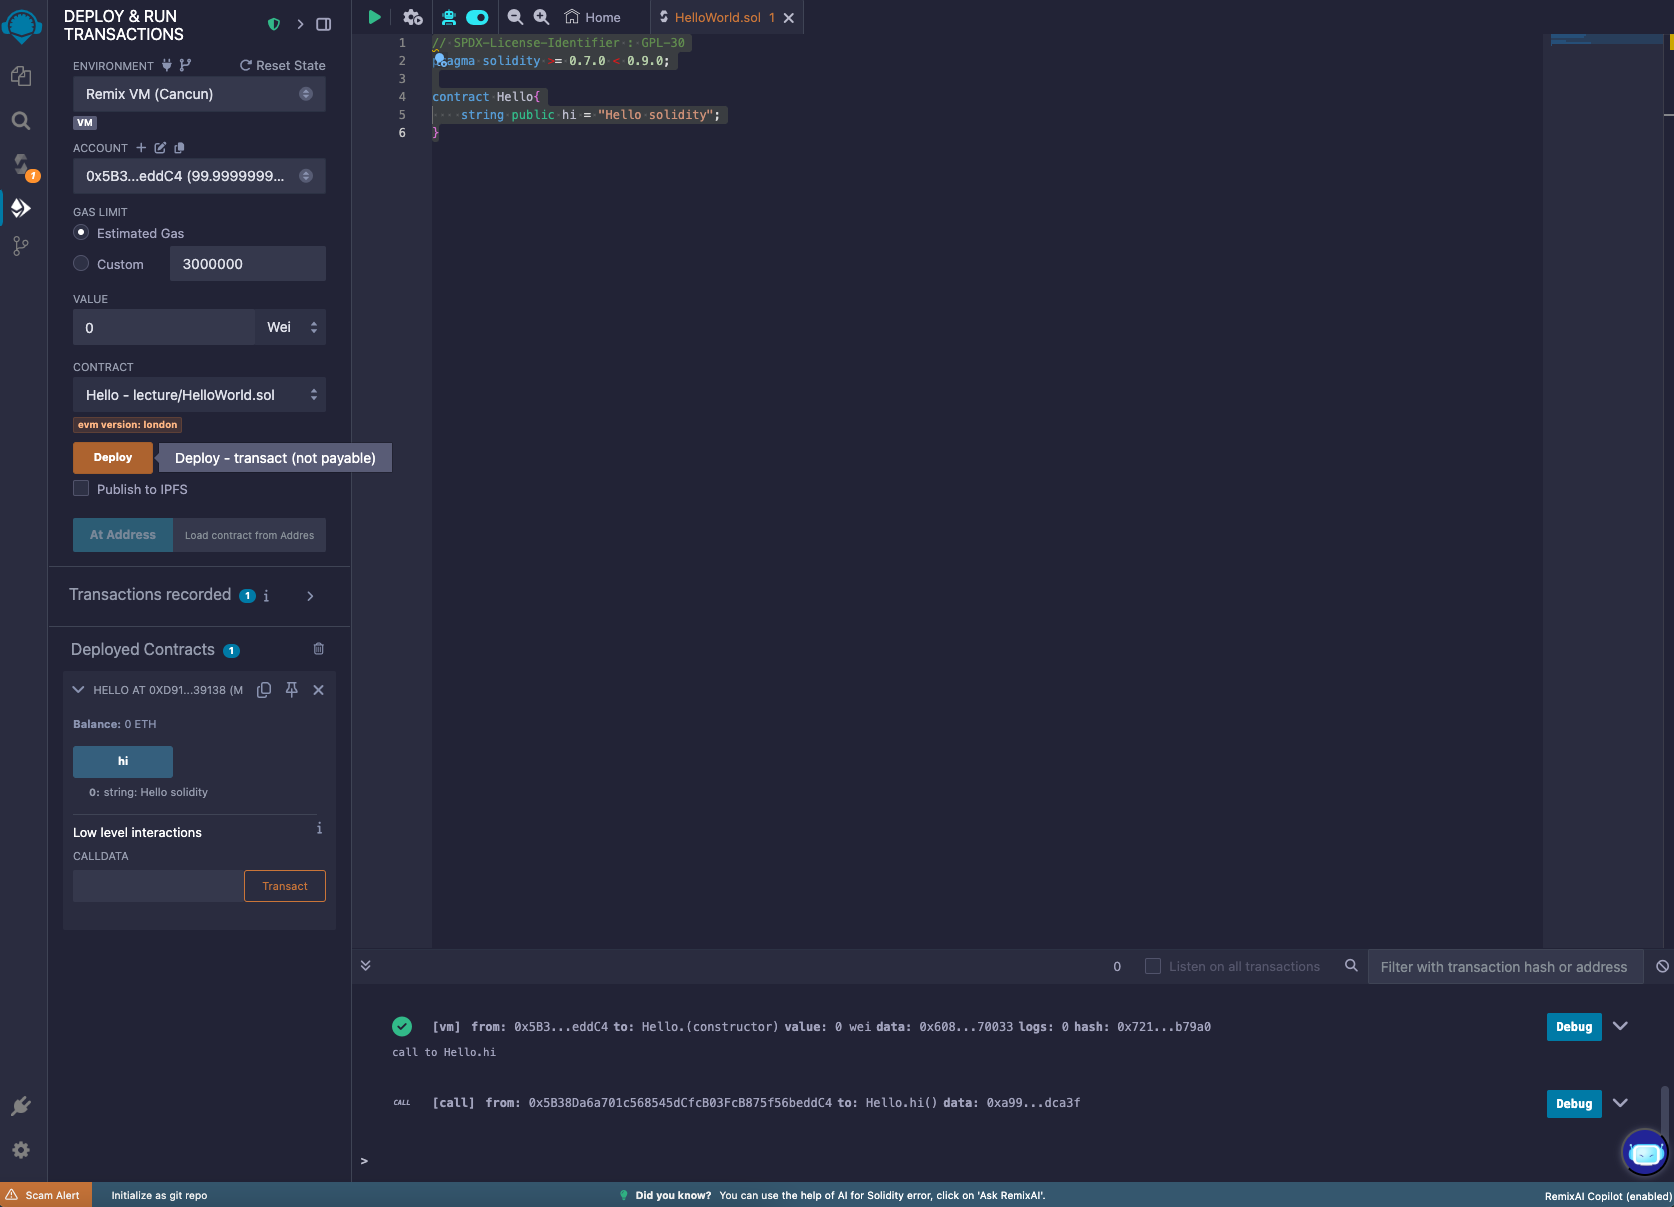 DEPLOY & RUN
TRANSACTIONS
ENVIRONMENT
Reset State
Remix VM (Cancun)
VM
ACCOUNT
0x5B3...eddC4 (99.9999999...
GAS LIMIT
Estimated Gas
Custom
3000000
VALUE
0
Wei
CONTRACT
Hello - lecture/HelloWorld.sol
evm version: london
Deploy
Deploy - transact (not payable)
Publish to IPFS
At Address
Load contract from Addres
Transactions recorded 1 i
Deployed Contracts 1
HELLO AT 0XD91...39138 (M
Balance: 0 ETH
hi
0: string: Hello solidity
Low level interactions
i
CALLDATA
Transact
1
Home
HelloWorld.sol 1
1 // SPDX-License-Identifier : GPL-30
2 pragma solidity >= 0.7.0 < 0.9.0;
3
4 contract Hello{
5 string public hi = "Hello solidity";
6 }
0
Listen on all transactions
Filter with transaction hash or address
[vm] from: 0x5B3...eddC4 to: Hello.(constructor) value: 0 wei data: 0x608...70033 logs: 0 hash: 0x721...b79a0
Debug
call to Hello.hi
CALL [call] from: 0x5B38Da6a701c568545dCfcB03FcB875f56beddC4 to: Hello.hi() data: 0xa99...dca3f
Debug
>
Scam Alert
Initialize as git repo
Did you know? You can use the help of AI for Solidity error, click on 'Ask RemixAI'.
RemixAI Copilot (enabled)